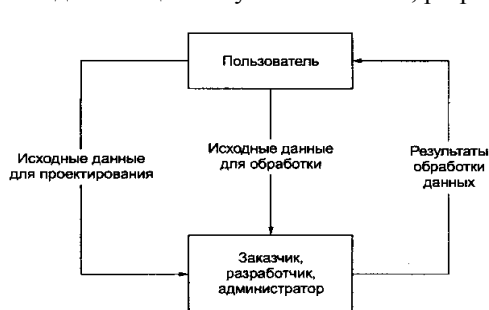 Пользователь
Исходные данные
для проектирования
Исходные данные
для обработки
Результаты
обработки
данных
Заказчик,
разработчик,
администратор